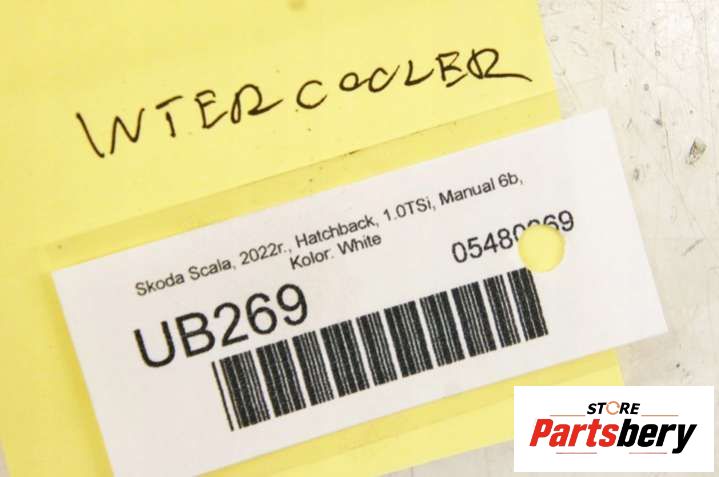 INTERCOOLER
Skoda Scala, 2022r., Hatchback, 1.0TSi, Manual 6b,
Kolor: White
UB269
STORE
Partsbery